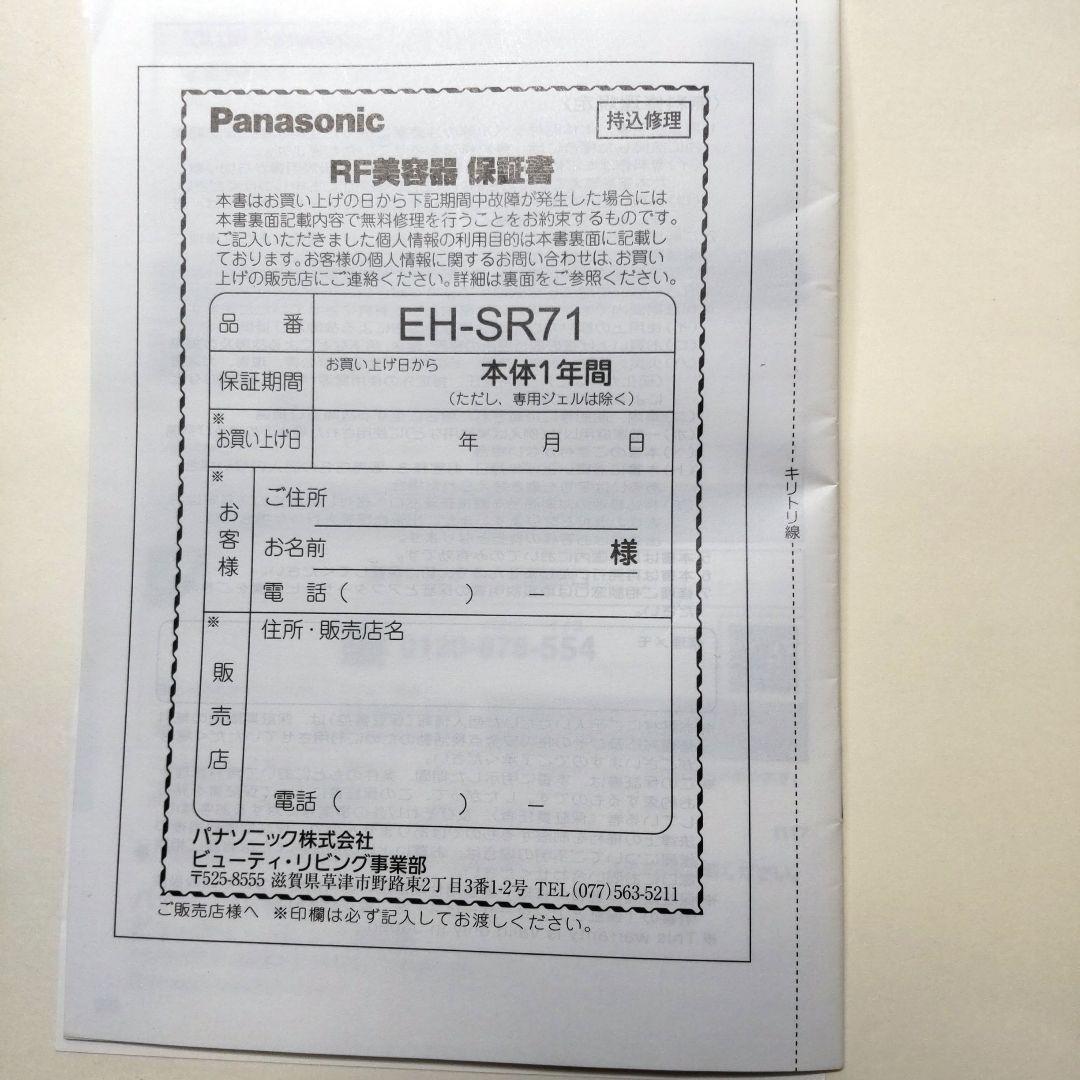 Panasonic
持込修理
RF美容器 保証書
本書はお買い上げの日から下記期間中故障が発生した場合には
本書裏面記載内容で無料修理を行うことをお約束するものです。
ご記入いただきました個人情報の利用目的は本書裏面に記載し
ております。お客様の個人情報に関するお問い合わせは、お買い
上げの販売店にご連絡ください。詳細は裏面をご参照ください。
品 番 EH-SR71
保証期間 お買い上げ日から 本体1年間
(ただし、専用ジェルは除く)
※
お買い上げ日 年 月 日
※
お客様
ご住所
お名前 様
電 話 ( ) −
※
販売店
住所・販売店名
電話 ( ) −
パナソニック株式会社
ビューティ・リビング事業部
〒525-8555 滋賀県草津市野路東2丁目3番1-2号 TEL(077)563-5211
ご販売店様へ ※印欄は必ず記入してお渡しください。
キリトリ線